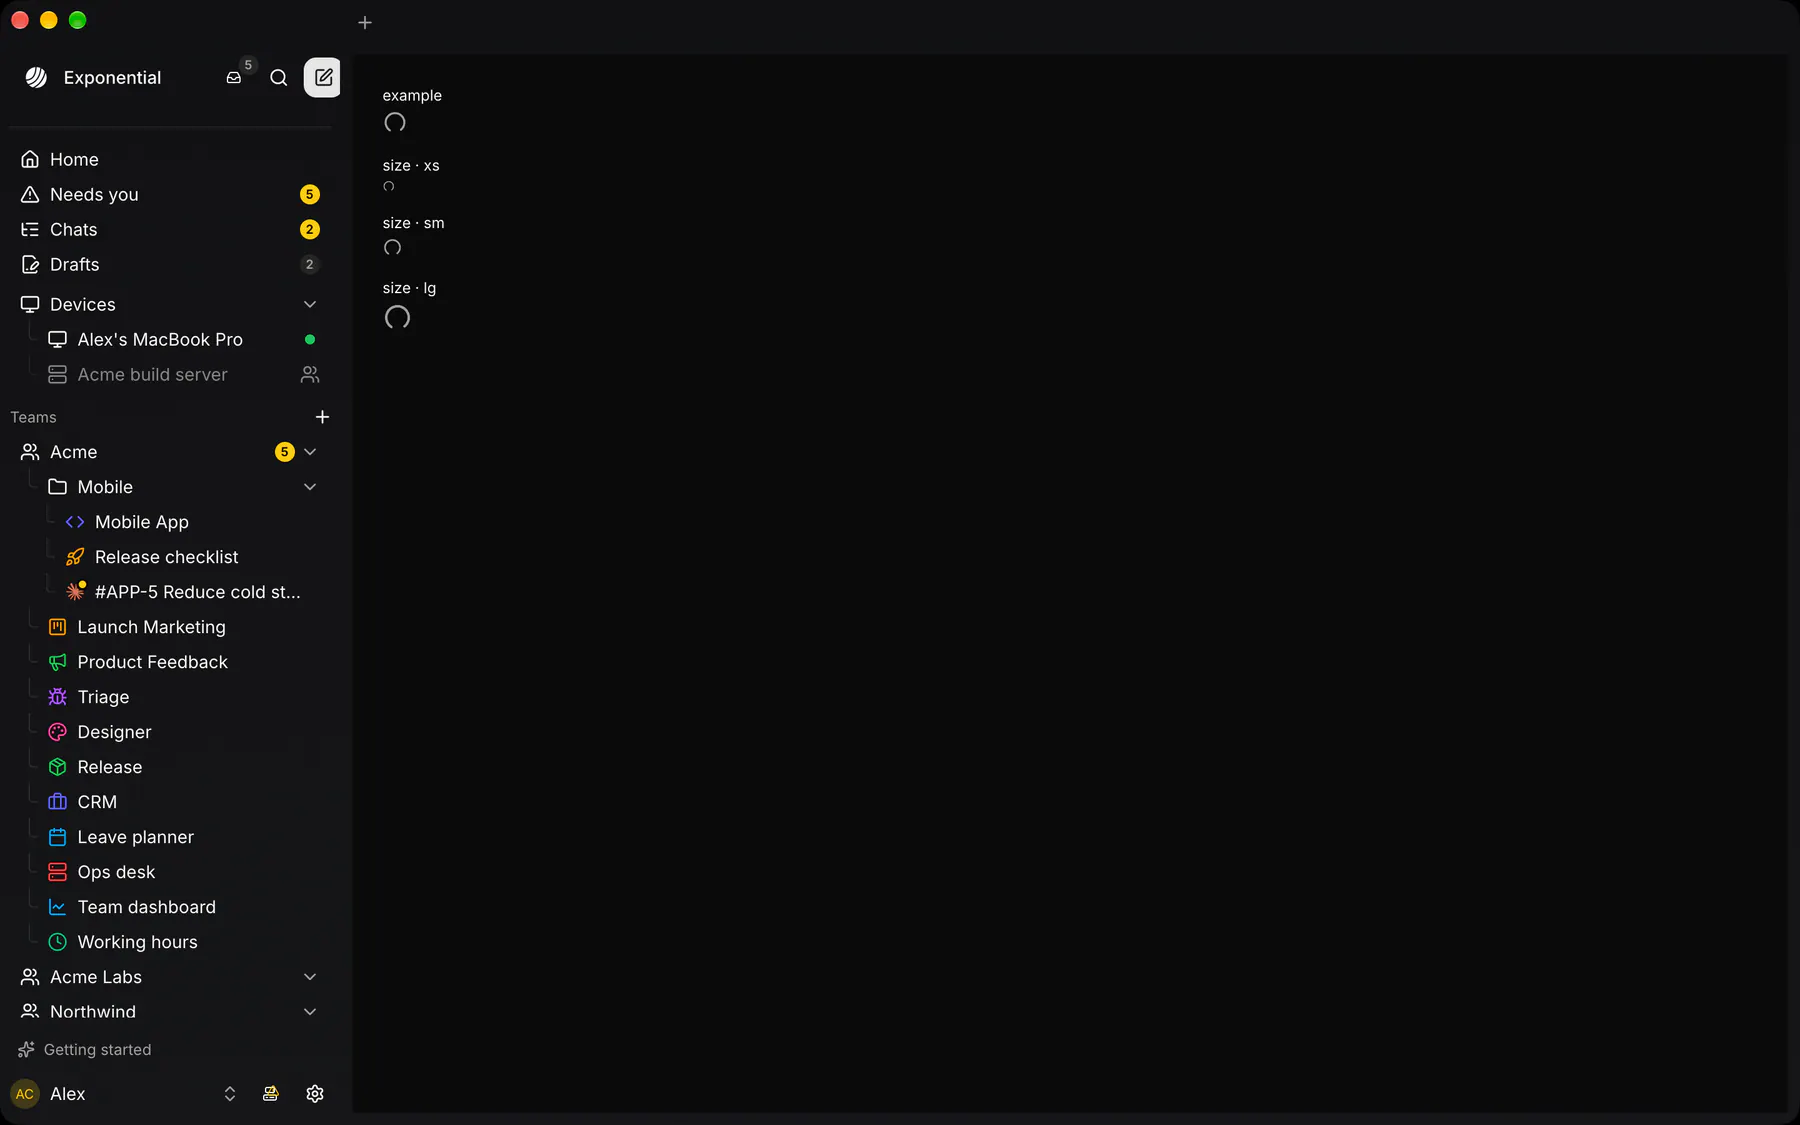 Exponential
5
example
size · xs
size · sm
size · lg
Home
Needs you
5
Chats
2
Drafts
2
Devices
Alex's MacBook Pro
Acme build server
Teams
Acme
5
Mobile
Mobile App
Release checklist
#APP-5 Reduce cold st...
Launch Marketing
Product Feedback
Triage
Designer
Release
CRM
Leave planner
Ops desk
Team dashboard
Working hours
Acme Labs
Northwind
Getting started
AC
Alex